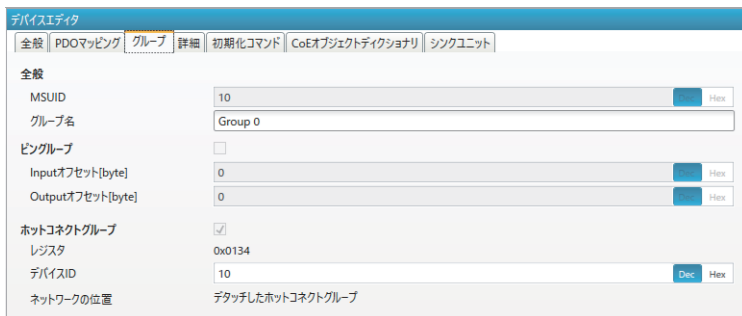 デバイスエディタ
全般 PDOマッピング グループ 詳細 初期化コマンド CoEオブジェクトディクショナリ シンクユニット
全般
MSUID 10 Dec Hex
グループ名 Group 0
ピングループ
Inputオフセット[byte] 0 Dec Hex
Outputオフセット[byte] 0 Dec Hex
ホットコネクトグループ
レジスタ 0x0134
デバイスID 10 Dec Hex
ネットワークの位置 デタッチしたホットコネクトグループ